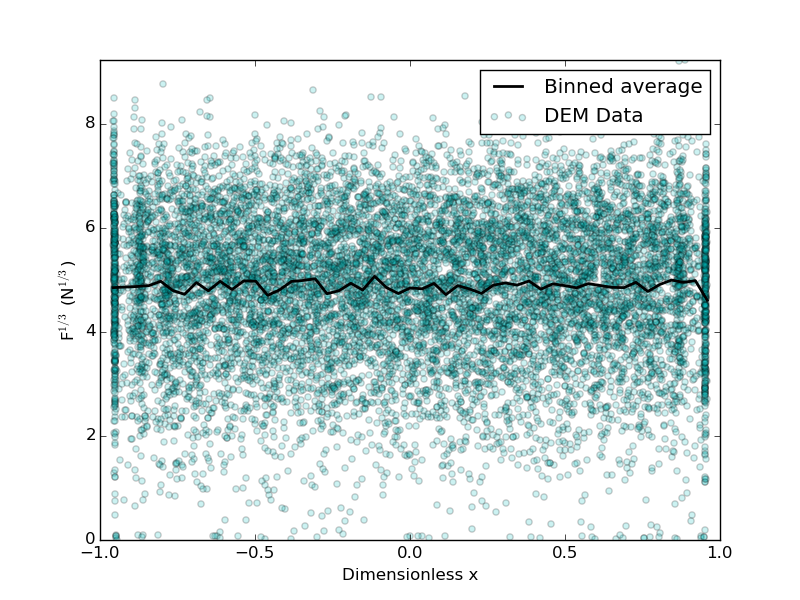 Binned average
DEM Data
8
6
4
2
0
F^{1/3} (N^{1/3})
−1.0 −0.5 0.0 0.5 1.0
Dimensionless x